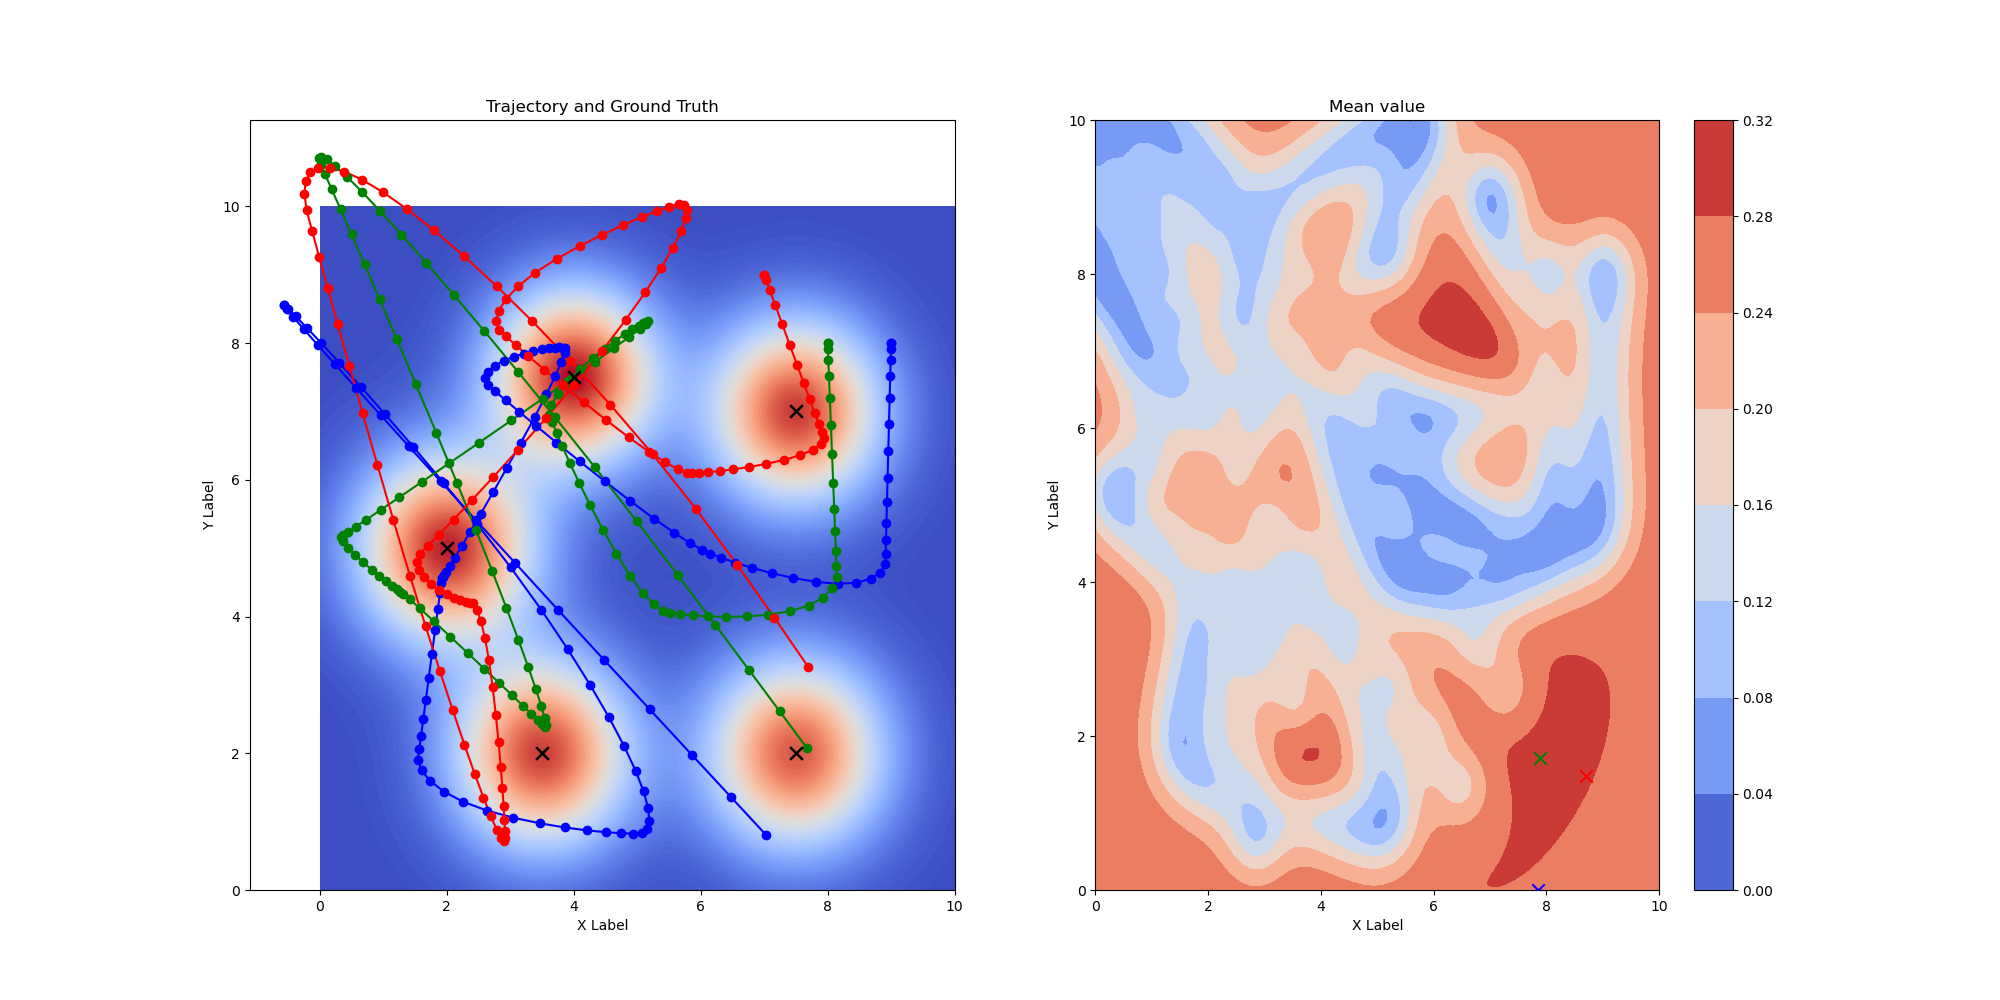 Trajectory and Ground Truth
Y Label
10
8
6
4
2
0
0 2 4 6 8 10
X Label
Mean value
Y Label
10
8
6
4
2
0
0 2 4 6 8 10
X Label
0.32
0.28
0.24
0.20
0.16
0.12
0.08
0.04
0.00